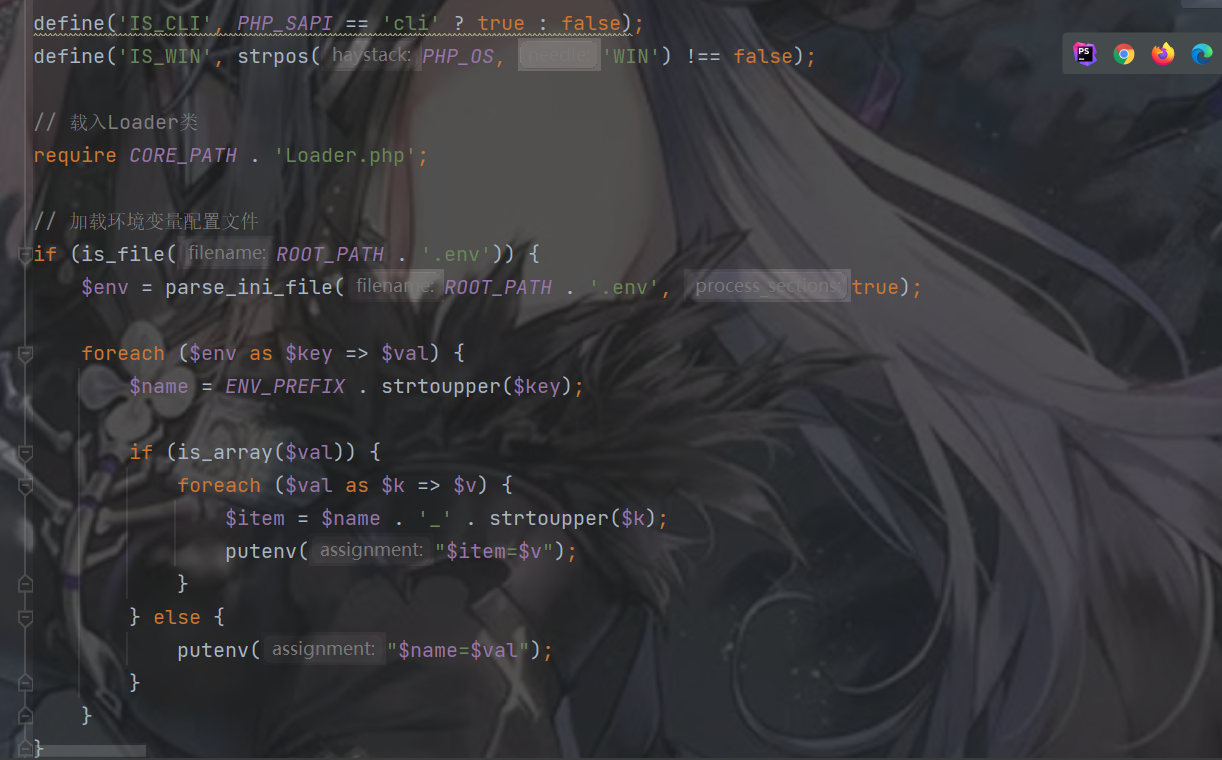 define('IS_CLI', PHP_SAPI == 'cli' ? true : false);
define('IS_WIN', strpos( haystack: PHP_OS, needle: 'WIN') !== false);
// 载入Loader类
require CORE_PATH . 'Loader.php';
// 加载环境变量配置文件
if (is_file( filename: ROOT_PATH . '.env')) {
$env = parse_ini_file( filename: ROOT_PATH . '.env', process_sections: true);
foreach ($env as $key => $val) {
$name = ENV_PREFIX . strtoupper($key);
if (is_array($val)) {
foreach ($val as $k => $v) {
$item = $name . '_' . strtoupper($k);
putenv( assignment: "$item=$v");
}
} else {
putenv( assignment: "$name=$val");
}
}
}
PS